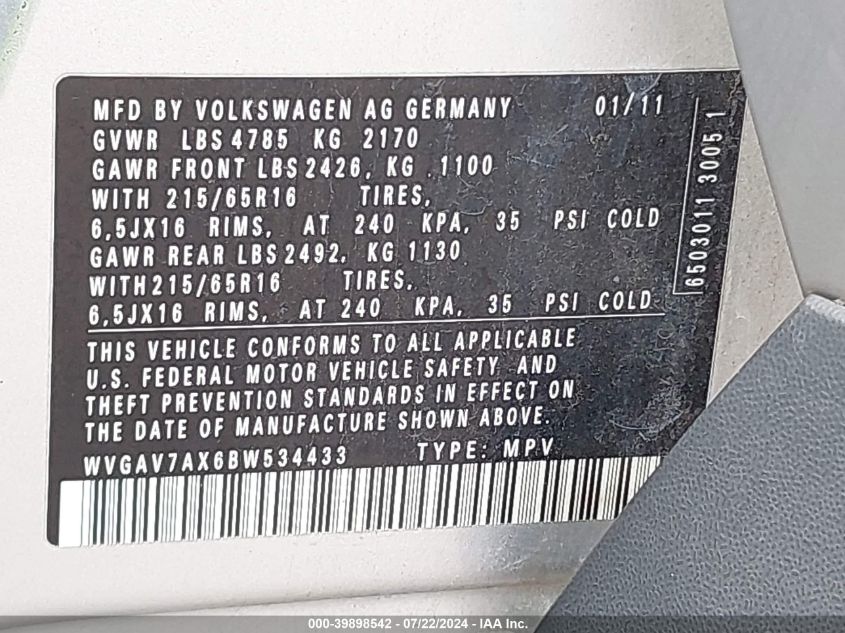 MFD BY VOLKSWAGEN AG GERMANY 01/11
GVWR LBS 4785 KG 2170
GAWR FRONT LBS 2426, KG .1100
WITH 215/65R16 TIRES,
6,5JX16 RIMS, AT 240 KPA, 35 PSI COLD
GAWR REAR LBS 2492, KG 1130
WITH 215/65R16 TIRES,
6,5JX16 RIMS, AT 240 KPA, 35 PSI COLD
THIS VEHICLE CONFORMS TO ALL APPLICABLE
U.S. FEDERAL MOTOR VEHICLE SAFETY AND
THEFT PREVENTION STANDARDS IN EFFECT ON
THE DATE OF MANUFACTURE SHOWN ABOVE.
WVGAV7AX6BW534433 TYPE: MPV
6503011 3005 1
000-39898542 - 07/22/2024 - IAA Inc.